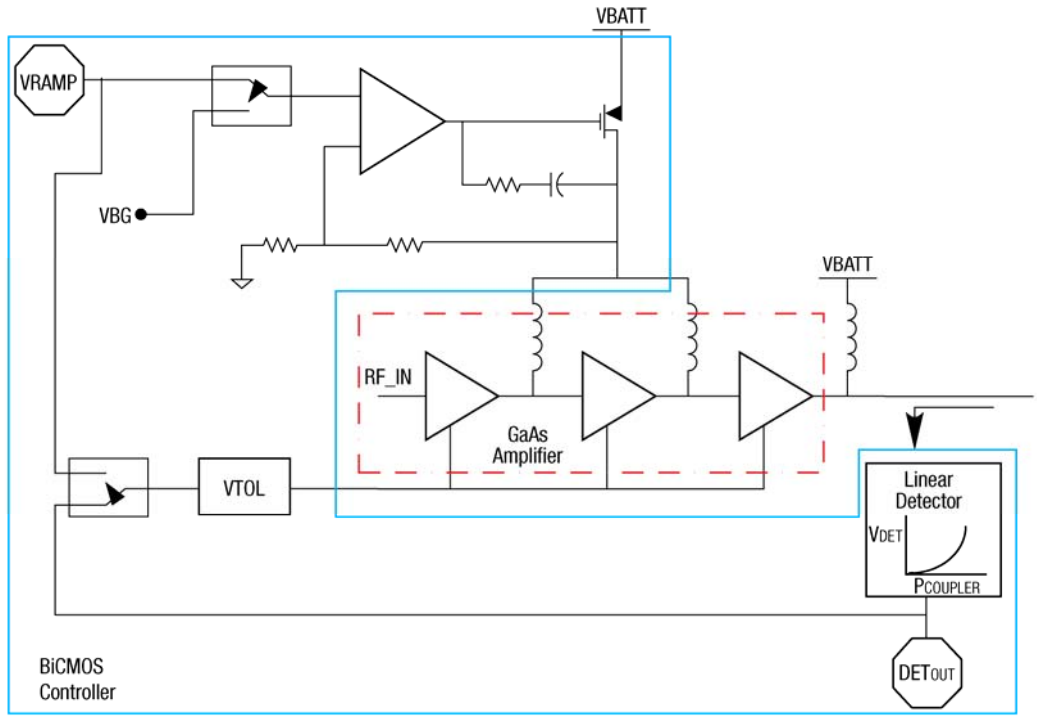 VBATT
VRAMP
VBG
VBATT
RF_IN
GaAs
Amplifier
VTOL
Linear
Detector
VDET
PCOUPLER
BiCMOS
Controller
DETOUT